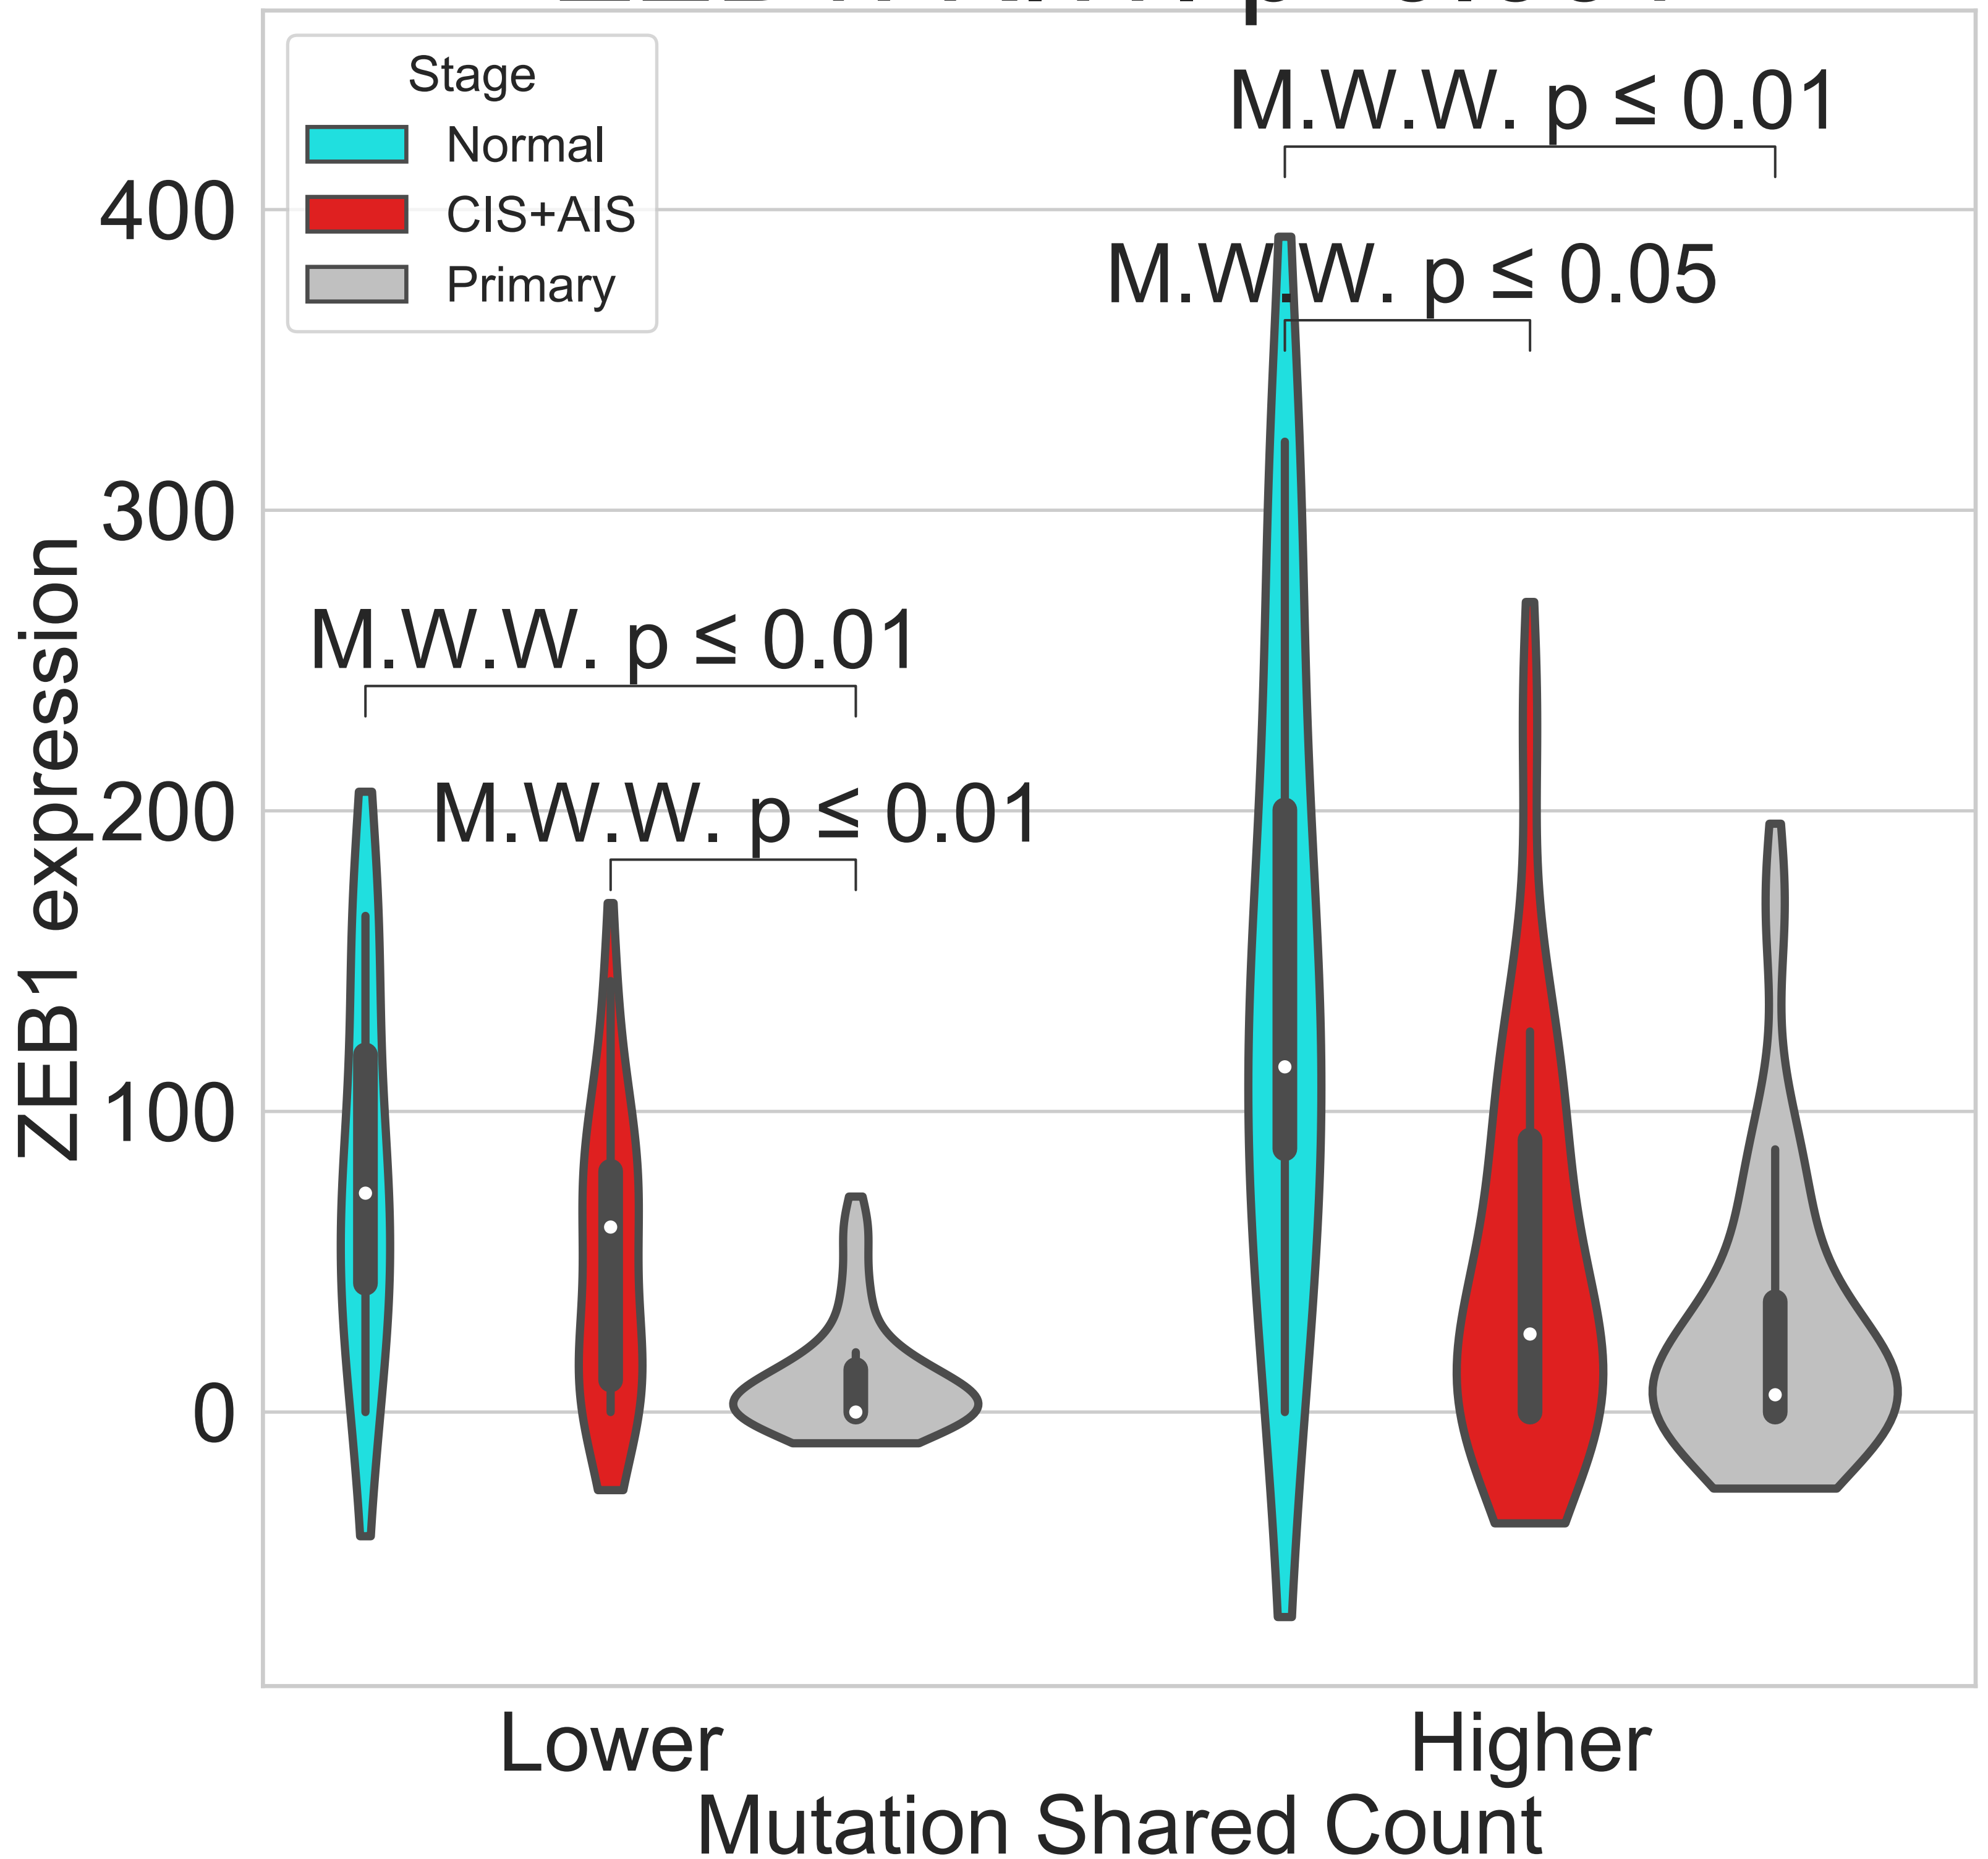 Stage
Normal
CIS+AIS
Primary
M.W.W. p ≤ 0.01
M.W.W. p ≤ 0.05
M.W.W. p ≤ 0.01
M.W.W. p ≤ 0.01
400
300
200
100
0
ZEB1 expression
Lower
Higher
Mutation Shared Count